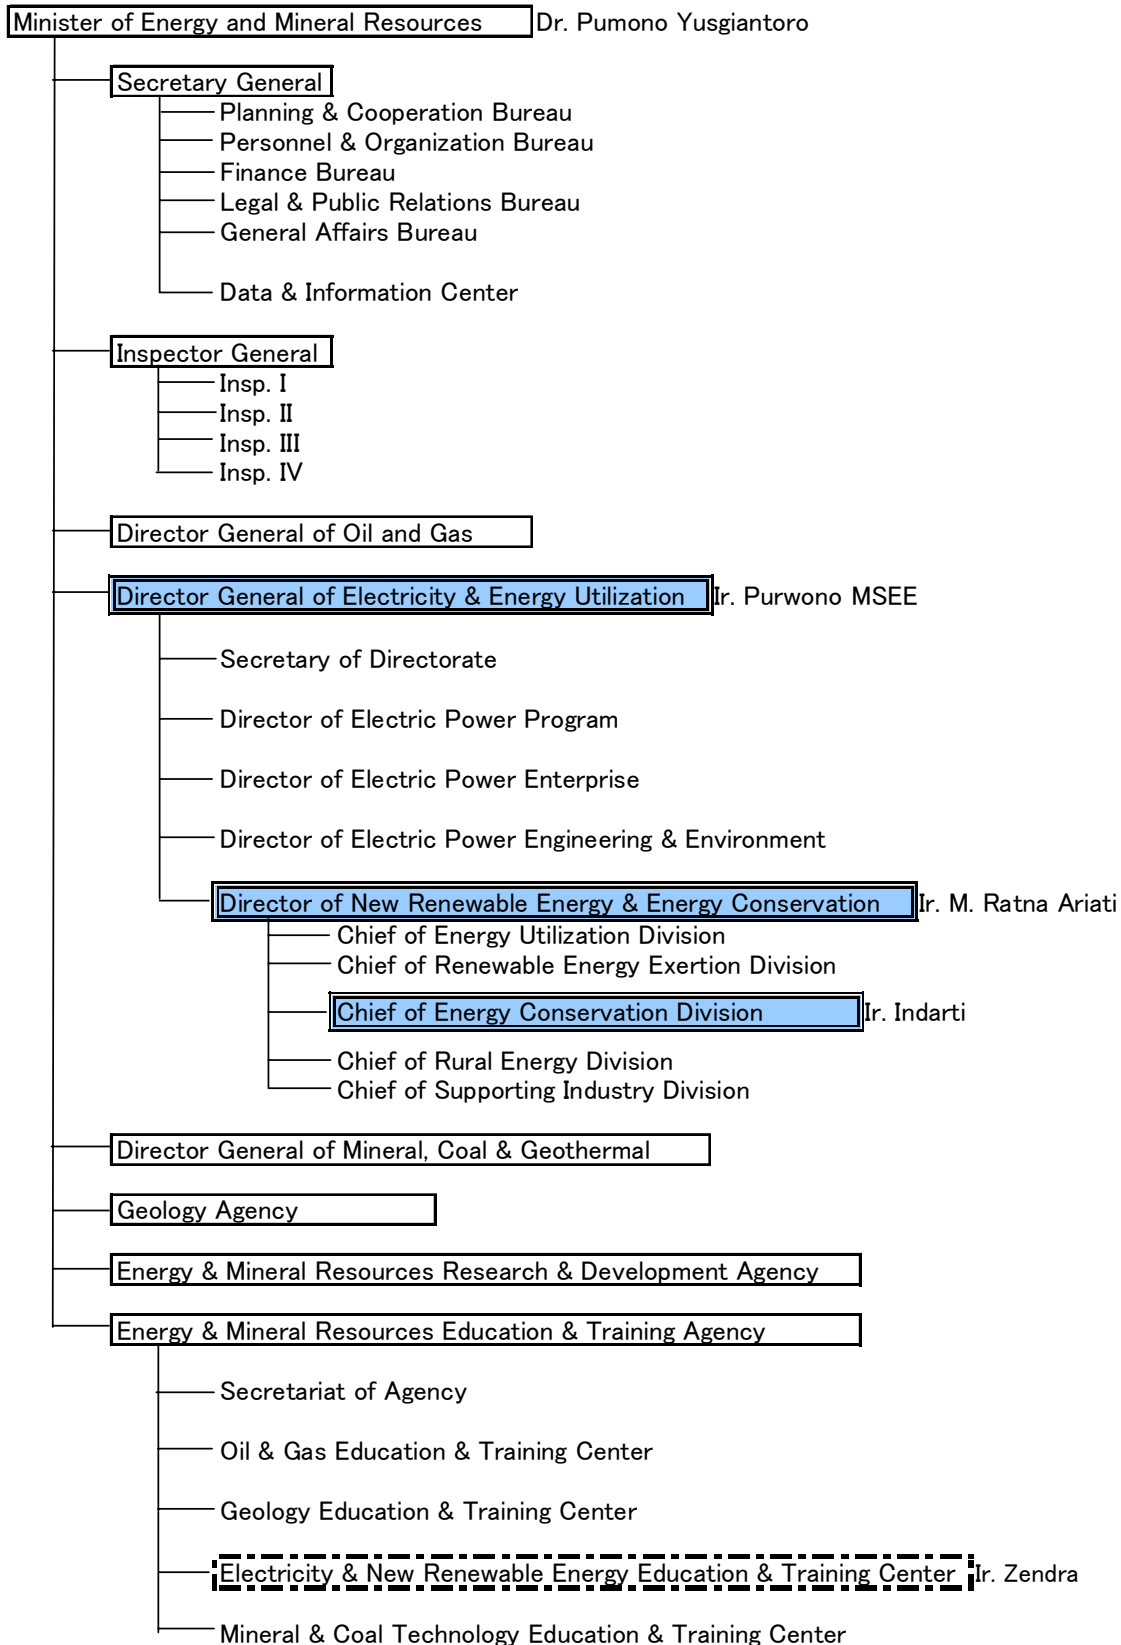 Minister of Energy and Mineral Resources Dr. Pumono Yusgiantoro
Secretary General
Planning & Cooperation Bureau
Personnel & Organization Bureau
Finance Bureau
Legal & Public Relations Bureau
General Affairs Bureau
Data & Information Center
Inspector General
Insp. I
Insp. II
Insp. III
Insp. IV
Director General of Oil and Gas
Director General of Electricity & Energy Utilization Ir. Purwono MSEE
Secretary of Directorate
Director of Electric Power Program
Director of Electric Power Enterprise
Director of Electric Power Engineering & Environment
Director of New Renewable Energy & Energy Conservation Ir. M. Ratna Ariati
Chief of Energy Utilization Division
Chief of Renewable Energy Exertion Division
Chief of Energy Conservation Division Ir. Indarti
Chief of Rural Energy Division
Chief of Supporting Industry Division
Director General of Mineral, Coal & Geothermal
Geology Agency
Energy & Mineral Resources Research & Development Agency
Energy & Mineral Resources Education & Training Agency
Secretariat of Agency
Oil & Gas Education & Training Center
Geology Education & Training Center
Electricity & New Renewable Energy Education & Training Center Ir. Zendra
Mineral & Coal Technology Education & Training Center